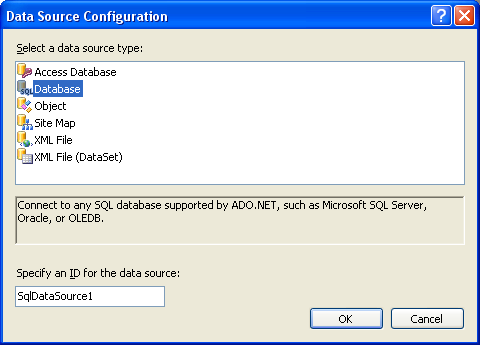 Data Source Configuration
Select a data source type:
Access Database
SQL Database
Object
Site Map
XML File
XML File (DataSet)
Connect to any SQL database supported by ADO.NET, such as Microsoft SQL Server,
Oracle, or OLEDB.
Specify an ID for the data source:
SqlDataSource1
OK Cancel